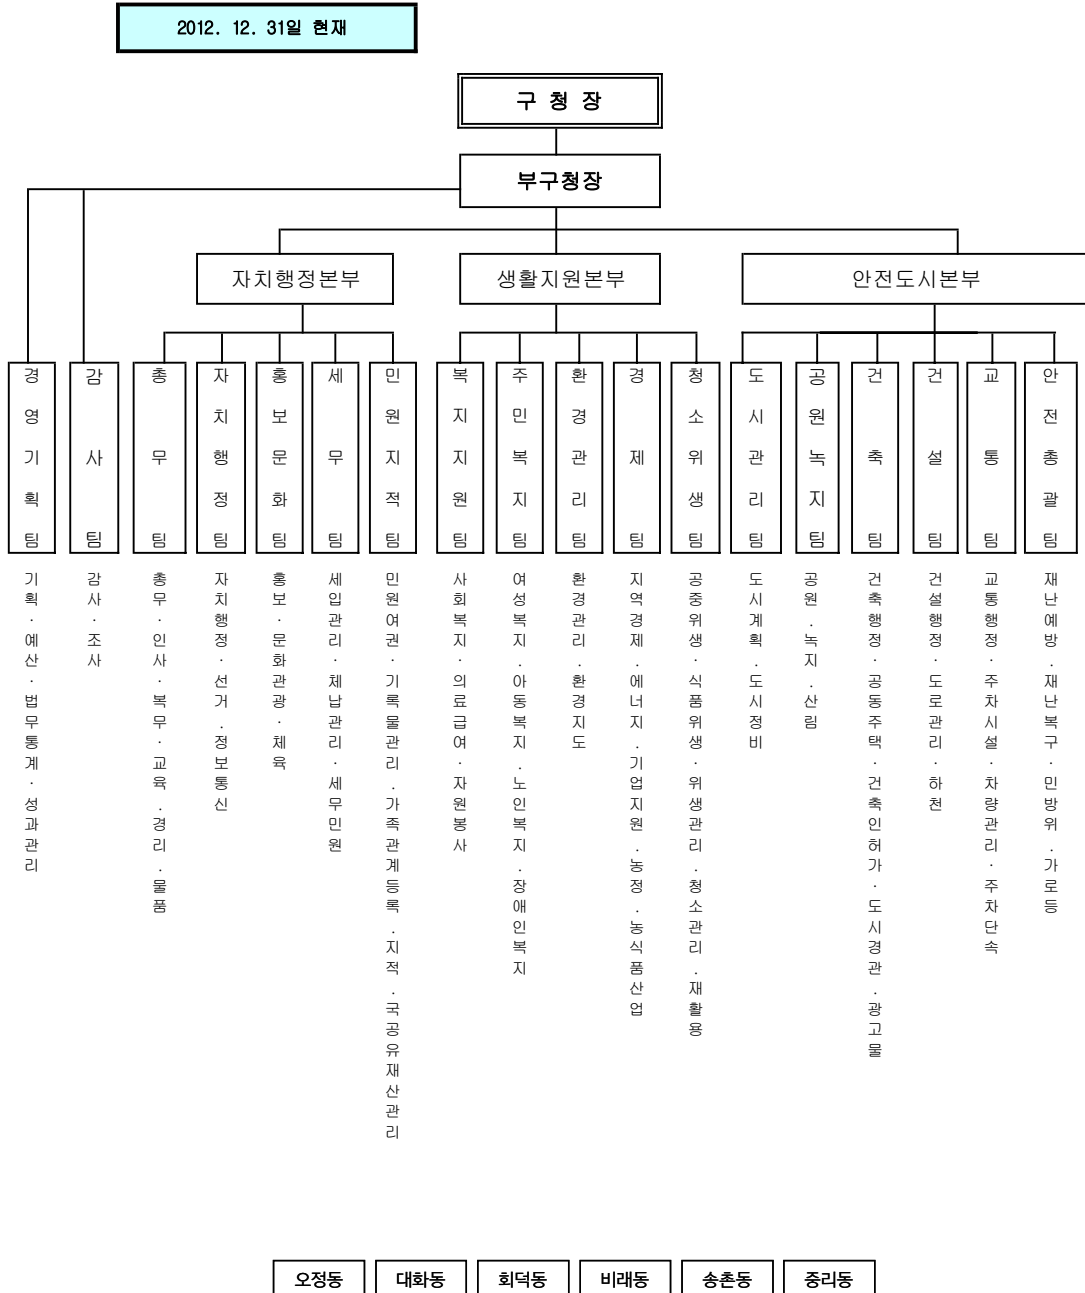 2012. 12. 31일 현재
구 청 장
부구청장
자치행정본부
생활지원본부
안전도시본부
경영기획팀
감사팀
총무팀
자치행정팀
홍보문화팀
세무팀
민원지적팀
복지지원팀
주민복지팀
환경관리팀
경제팀
청소위생팀
도시관리팀
공원녹지팀
건축팀
건설팀
교통팀
안전총괄팀
기획·예산·법무통계·성과관리
감사·조사
총무·인사·복무·교육.경리.물품
자치행정·선거.정보통신
홍보·문화관광·체육
세입관리·체납관리·세무민원
민원여권·기록물관리.가족관계등록.지적.국공유재산관리
사회복지·의료급여·자원봉사
여성복지.아동복지.노인복지.장애인복지
환경관리.환경지도
지역경제.에너지.기업지원.농정.농식품산업
공중위생·식품위생·위생관리.청소관리.재활용
도시계획.도시정비
공원.녹지.산림
건축행정·공동주택·건축인허가·도시경관.광고물
건설행정·도로관리·하천
교통행정·주차시설·차량관리·주차단속
재난예방.재난복구·민방위.가로등
오정동
대화동
회덕동
비래동
송촌동
중리동